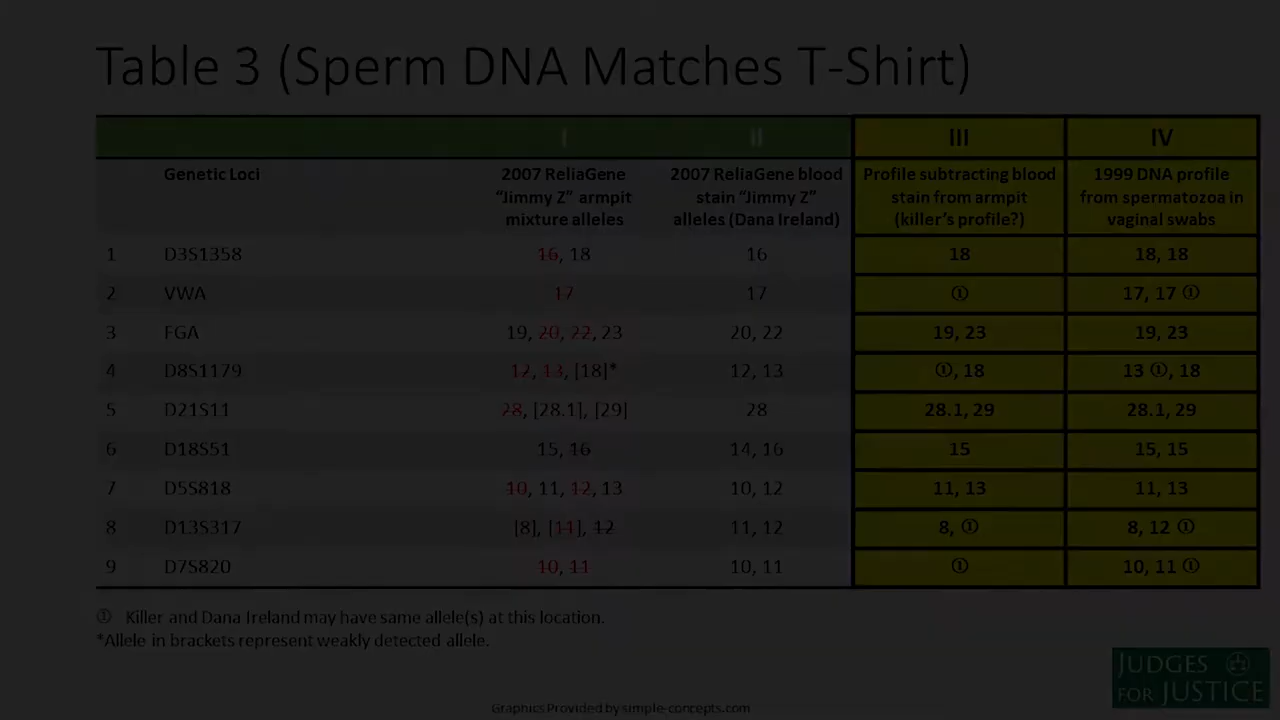 Table 3 (Sperm DNA Matches T-Shirt)
I II III IV
Genetic Loci
2007 ReliaGene
"Jimmy Z" armpit
mixture alleles
2007 ReliaGene blood
stain "Jimmy Z"
alleles (Dana Ireland)
Profile subtracting blood
stain from armpit
(killer's profile?)
1999 DNA profile
from spermatozoa in
vaginal swabs
1 D3S1358 16, 18 16 18 18, 18
2 VWA 17 17 ① 17, 17 ①
3 FGA 19, 20, 22, 23 20, 22 19, 23 19, 23
4 D8S1179 12, 13, [18]* 12, 13 ①, 18 13 ①, 18
5 D21S11 28, [28.1], [29] 28 28.1, 29 28.1, 29
6 D18S51 15, 16 14, 16 15 15, 15
7 D5S818 10, 11, 12, 13 10, 12 11, 13 11, 13
8 D13S317 [8], [11], 12 11, 12 8, ① 8, 12 ①
9 D7S820 10, 11 10, 11 ① 10, 11 ①
① Killer and Dana Ireland may have same allele(s) at this location.
*Allele in brackets represent weakly detected allele.
JUDGES
FOR JUSTICE
Graphics Provided by simple-concepts.com